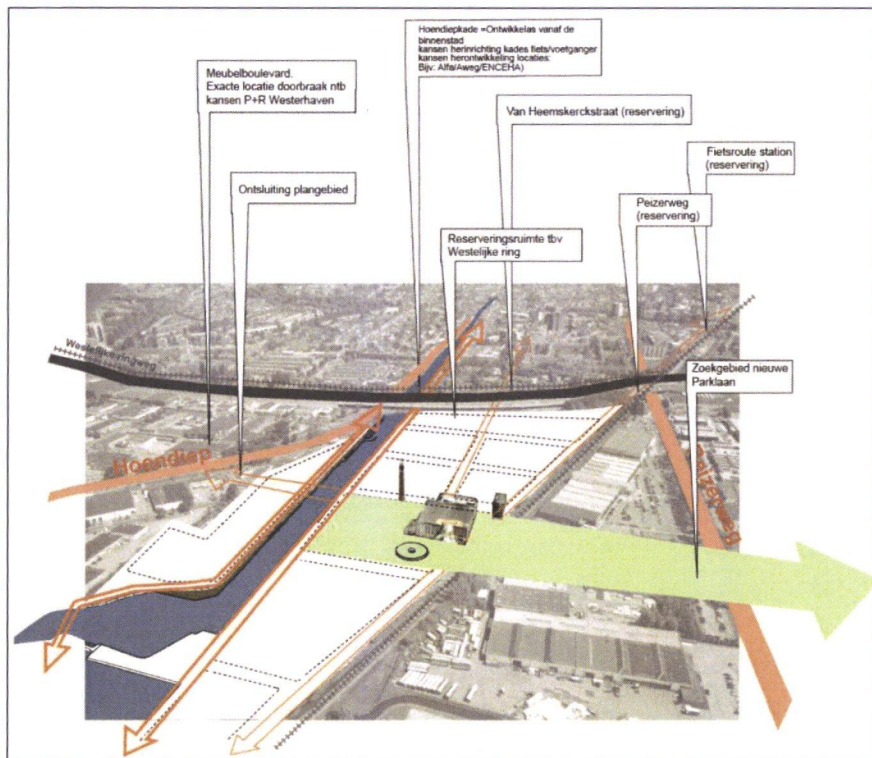 Hoendiepkade =Ontwikkelas vanaf de
binnenstad
kansen herinrichting kades fiets/voetganger
kansen herontwikkeling locaties:
Bijv: Alfa/Aweg/ENCEHA)
Meubelboulevard.
Exacte locatie doorbraak ntb
kansen P+R Westerhaven
Van Heemskerckstraat (reservering)
Fietsroute station
(reservering)
Ontsluiting plangebied
Peizerweg
(reservering)
Reserveringsruimte tbv
Westelijke ring
Westelijke ringweg
Zoekgebied nieuwe
Parklaan
Hoendiep
Peizerweg